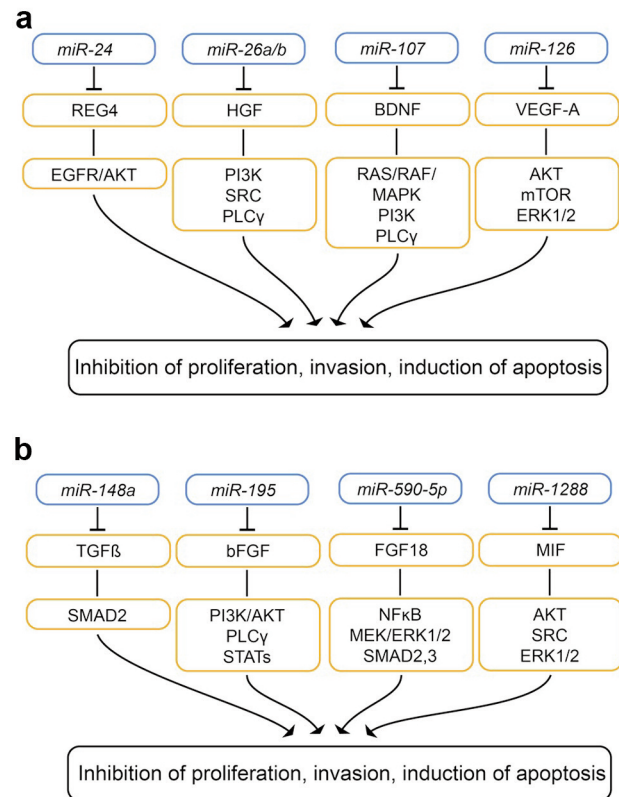 a
miR-24
miR-26a/b
miR-107
miR-126
REG4
HGF
BDNF
VEGF-A
EGFR/AKT
PI3K
SRC
PLCγ
RAS/RAF/
MAPK
PI3K
PLCγ
AKT
mTOR
ERK1/2
Inhibition of proliferation, invasion, induction of apoptosis
b
miR-148a
miR-195
miR-590-5p
miR-1288
TGFß
bFGF
FGF18
MIF
SMAD2
PI3K/AKT
PLCγ
STATs
NFκB
MEK/ERK1/2
SMAD2,3
AKT
SRC
ERK1/2
Inhibition of proliferation, invasion, induction of apoptosis